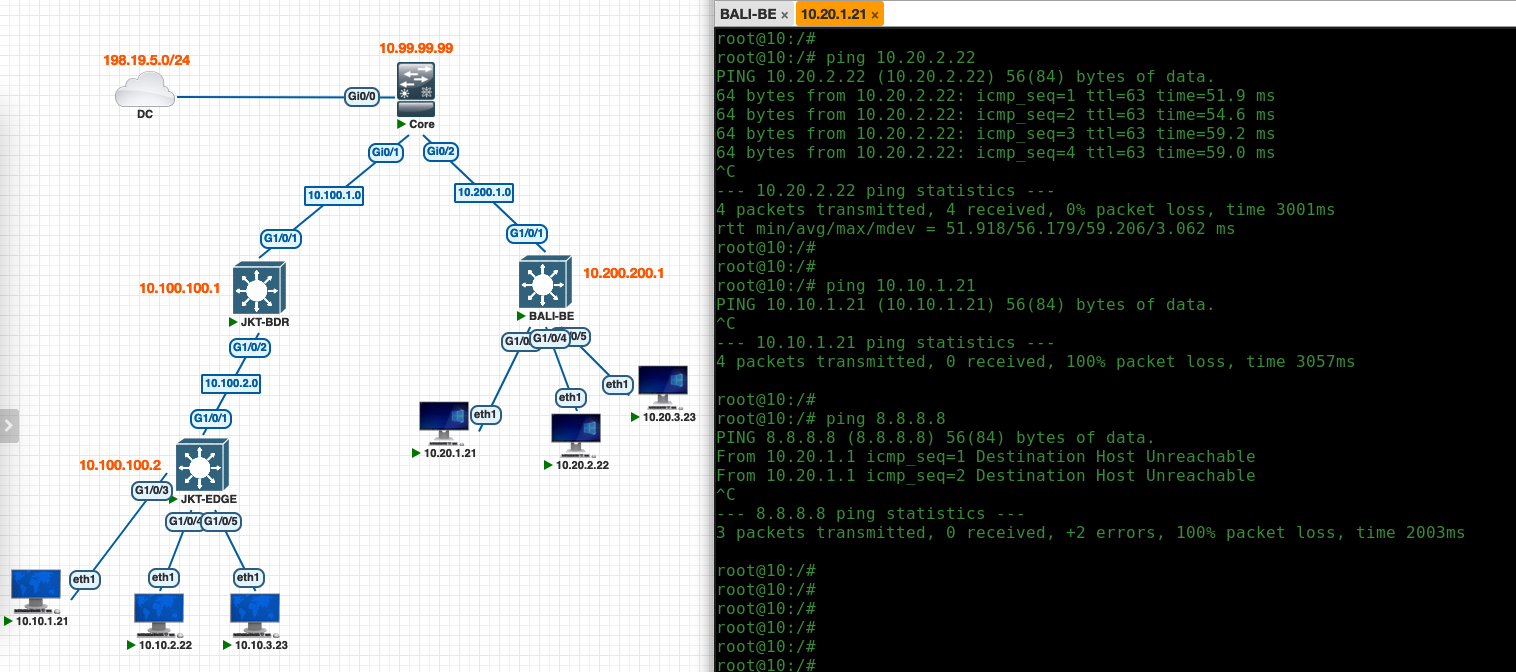 198.19.5.0/24
DC
10.99.99.99
Gi0/0
Core
Gi0/1
Gi0/2
10.100.1.0
10.200.1.0
G1/0/1
G1/0/1
10.100.100.1
10.200.200.1
JKT-BDR
BALI-BE
G1/0/2
G1/0/4
0/5
10.100.2.0
eth1
eth1
eth1
10.20.3.23
G1/0/1
10.20.1.21
10.20.2.22
10.100.100.2
G1/0/3
JKT-EDGE
G1/0/4
G1/0/5
eth1
eth1
eth1
10.10.1.21
10.10.2.22
10.10.3.23
BALI-BE ×
10.20.1.21 ×
root@10:/#
root@10:/# ping 10.20.2.22
PING 10.20.2.22 (10.20.2.22) 56(84) bytes of data.
64 bytes from 10.20.2.22: icmp_seq=1 ttl=63 time=51.9 ms
64 bytes from 10.20.2.22: icmp_seq=2 ttl=63 time=54.6 ms
64 bytes from 10.20.2.22: icmp_seq=3 ttl=63 time=59.2 ms
64 bytes from 10.20.2.22: icmp_seq=4 ttl=63 time=59.0 ms
^C
--- 10.20.2.22 ping statistics ---
4 packets transmitted, 4 received, 0% packet loss, time 3001ms
rtt min/avg/max/mdev = 51.918/56.179/59.206/3.062 ms
root@10:/#
root@10:/#
root@10:/# ping 10.10.1.21
PING 10.10.1.21 (10.10.1.21) 56(84) bytes of data.
^C
--- 10.10.1.21 ping statistics ---
4 packets transmitted, 0 received, 100% packet loss, time 3057ms
root@10:/#
root@10:/# ping 8.8.8.8
PING 8.8.8.8 (8.8.8.8) 56(84) bytes of data.
From 10.20.1.1 icmp_seq=1 Destination Host Unreachable
From 10.20.1.1 icmp_seq=2 Destination Host Unreachable
^C
--- 8.8.8.8 ping statistics ---
3 packets transmitted, 0 received, +2 errors, 100% packet loss, time 2003ms
root@10:/#
root@10:/#
root@10:/#
root@10:/#
root@10:/#
root@10:/#